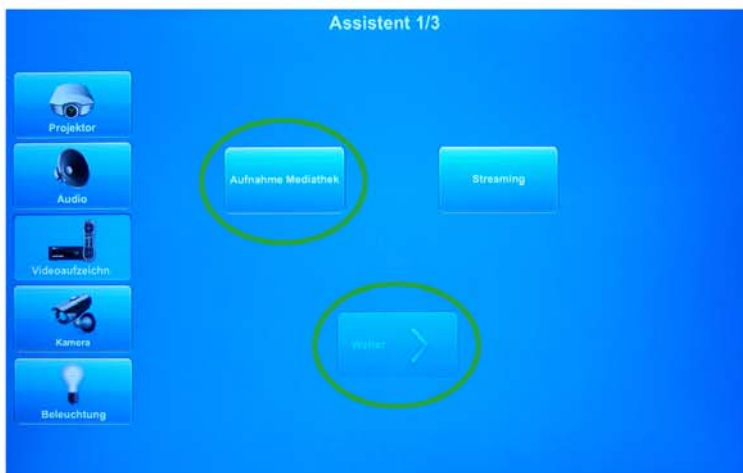 Assistent 1/3
Projektor
Audio
Videoaufzeichn.
Kamera
Beleuchtung
Aufnahme Mediathek
Streaming
Weiter